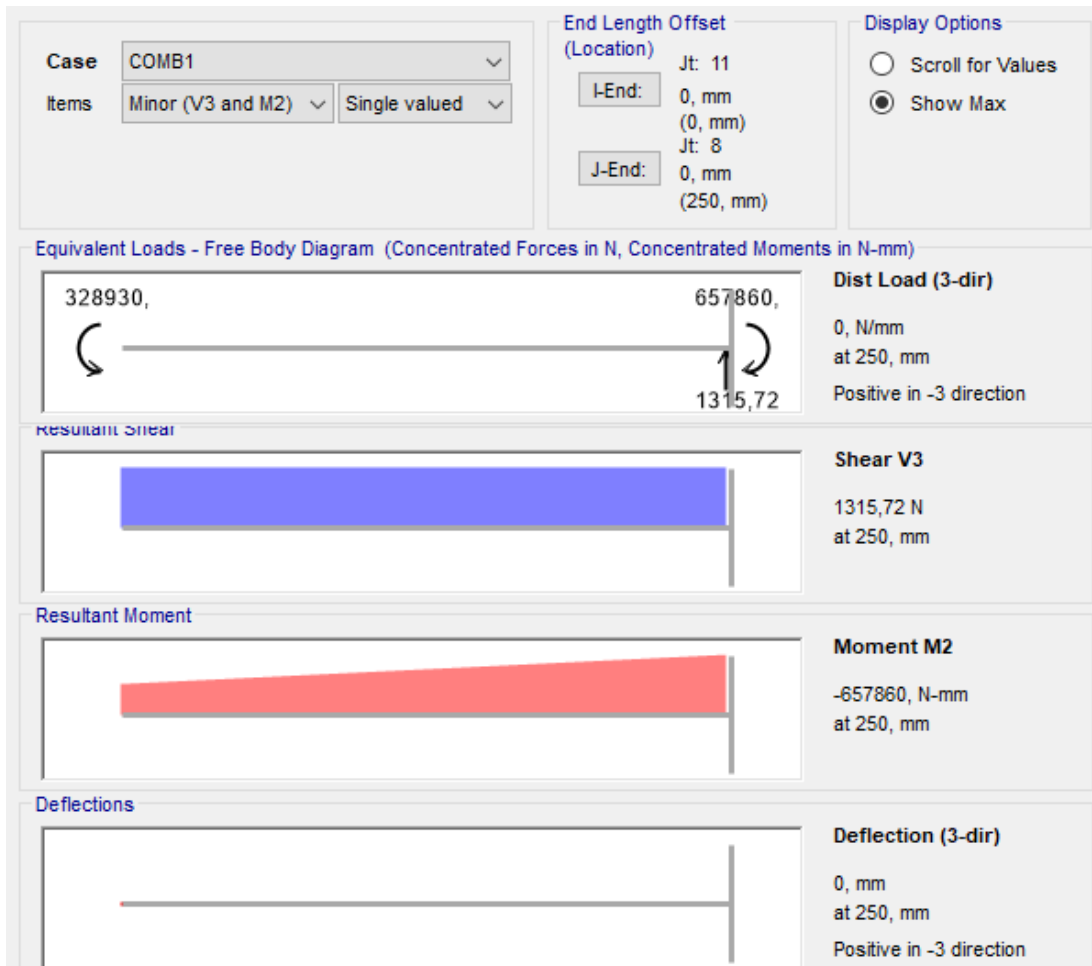 Case COMB1
Items Minor (V3 and M2) Single valued
End Length Offset
(Location)
Jt: 11
I-End: 0, mm
(0, mm)
Jt: 8
J-End: 0, mm
(250, mm)
Display Options
Scroll for Values
Show Max
Equivalent Loads - Free Body Diagram (Concentrated Forces in N, Concentrated Moments in N-mm)
328930,
657860,
1315,72
Dist Load (3-dir)
0, N/mm
at 250, mm
Positive in -3 direction
Resultant Shear
Shear V3
1315,72 N
at 250, mm
Resultant Moment
Moment M2
-657860, N-mm
at 250, mm
Deflections
Deflection (3-dir)
0, mm
at 250, mm
Positive in -3 direction